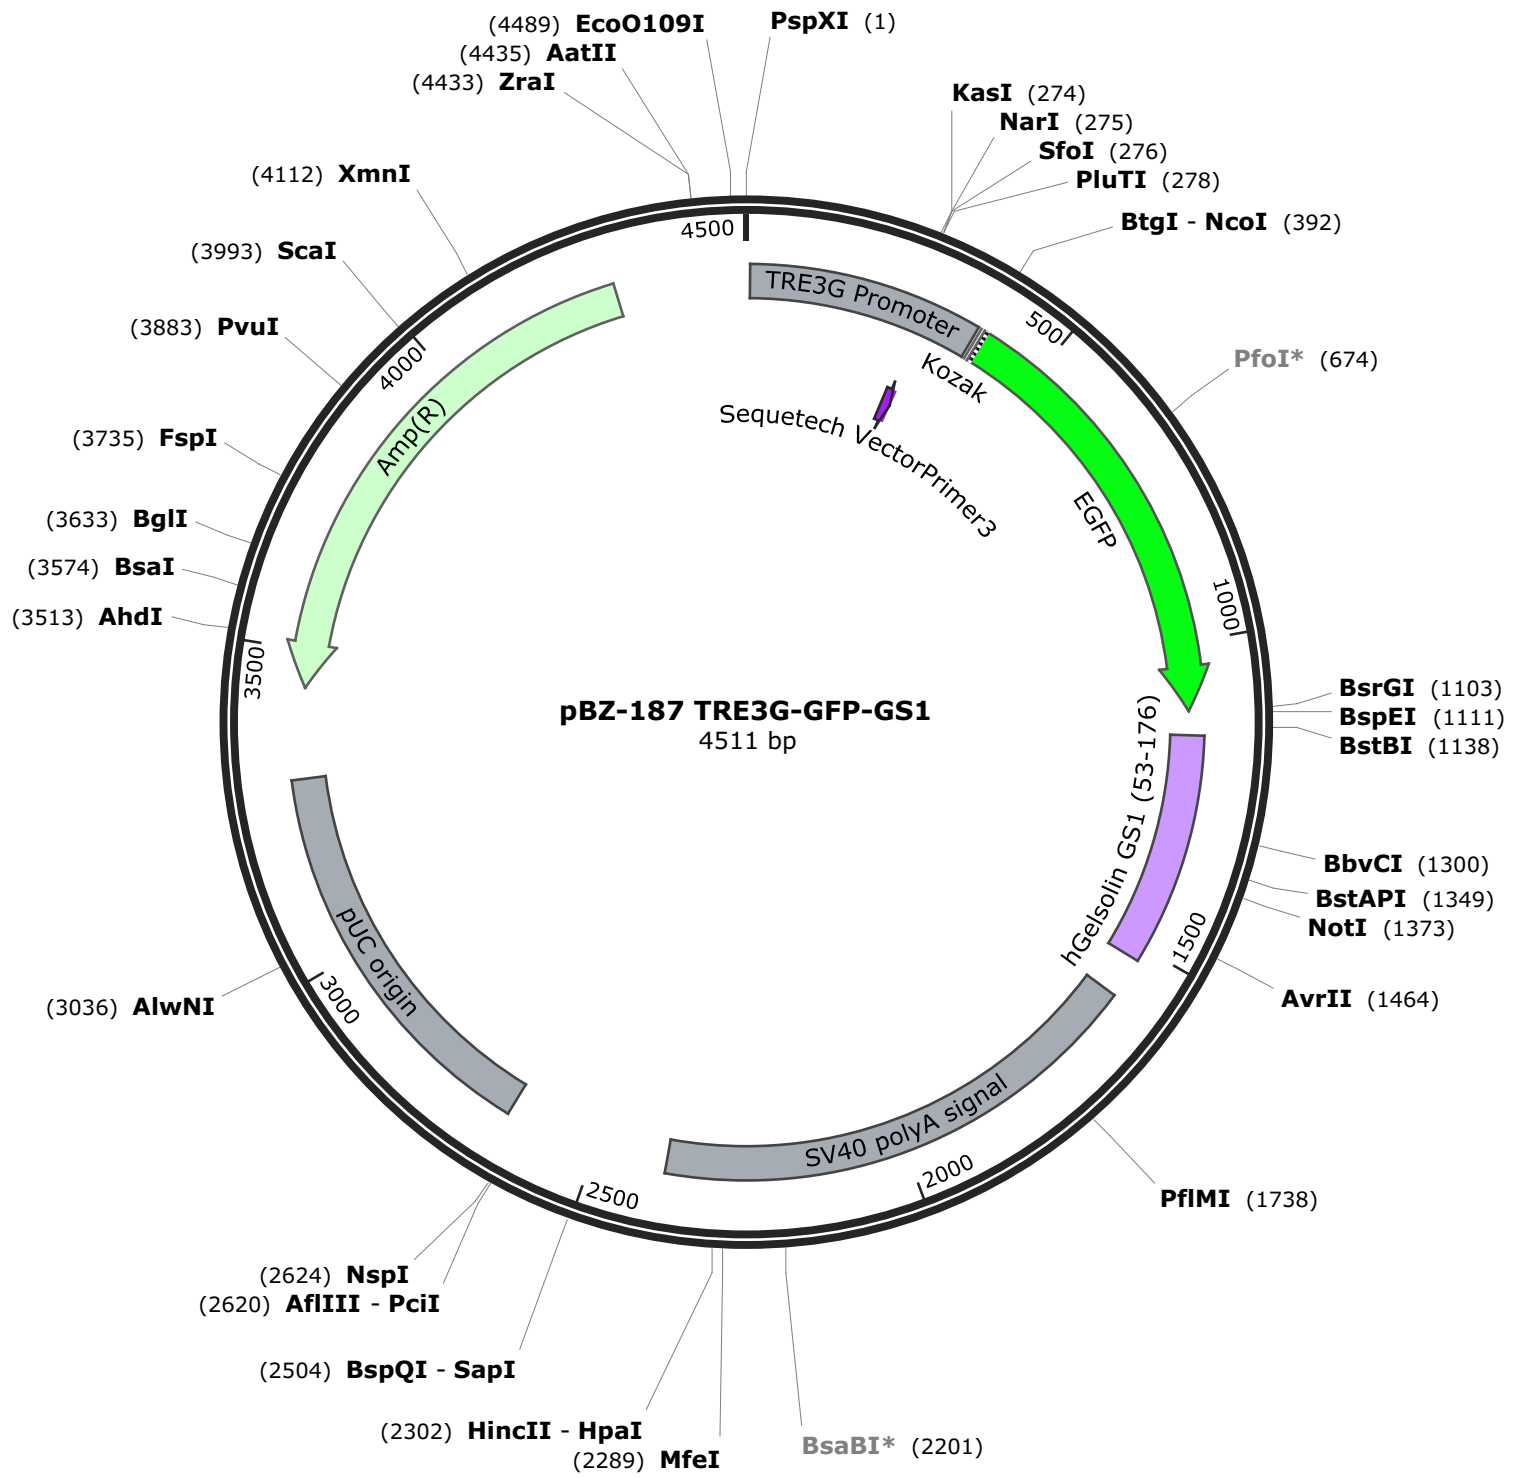 (4489) EcoO109I
PspXI (1)
(4435) AatII
(4433) ZraI
KasI (274)
NarI (275)
SfoI (276)
PluTI (278)
BtgI - NcoI (392)
(4112) XmnI
(3993) ScaI
(3883) PvuI
(3735) FspI
(3633) BglI
(3574) BsaI
(3513) AhdI
4500
500
1000
1500
2000
2500
3000
3500
4000
TRE3G Promoter
Kozak
Sequetech VectorPrimer3
EGFP
Amp(R)
PfoI* (674)
pBZ-187 TRE3G-GFP-GS1
4511 bp
BsrGI (1103)
BspEI (1111)
BstBI (1138)
hGelsolin GS1 (53-176)
BbvCI (1300)
BstAPI (1349)
NotI (1373)
AvrII (1464)
pUC origin
(3036) AlwNI
SV40 polyA signal
PflMI (1738)
(2624) NspI
(2620) AflIII - PciI
(2504) BspQI - SapI
(2302) HincII - HpaI
(2289) MfeI
BsaBI* (2201)